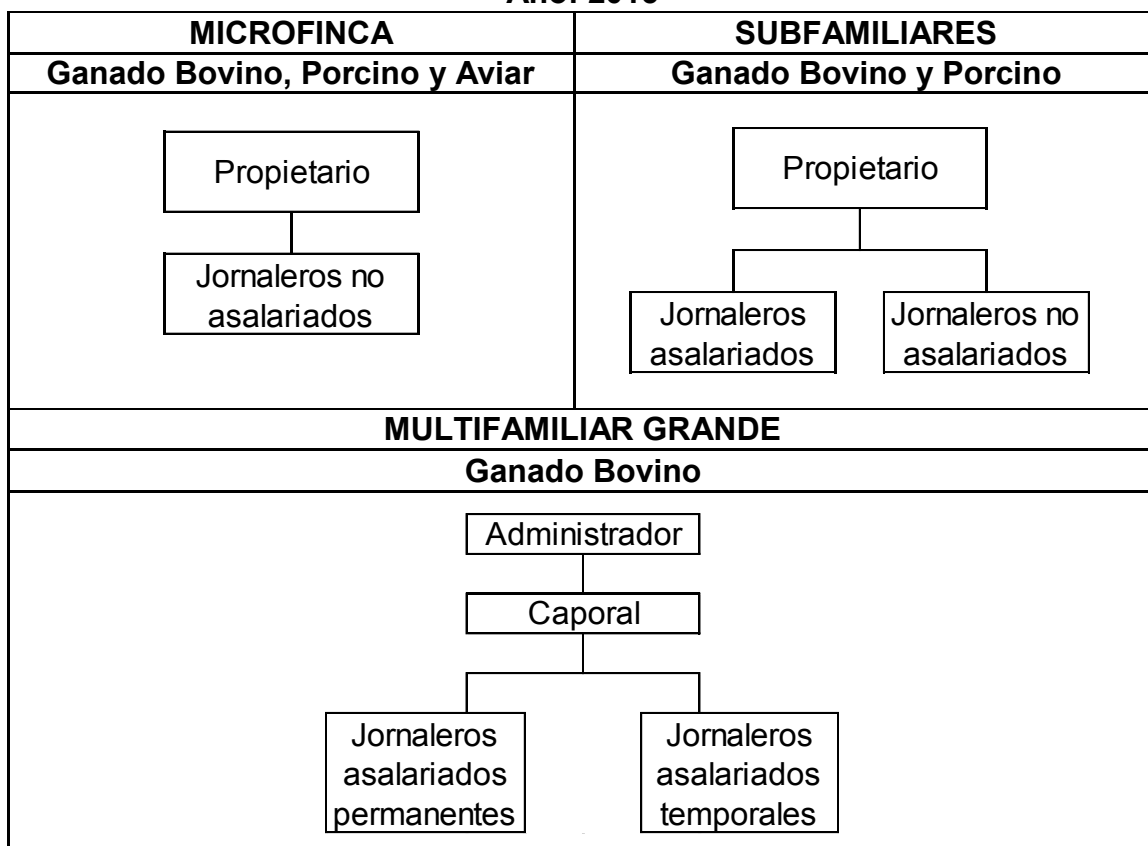 MICROFINCA
SUBFAMILIARES
Ganado Bovino, Porcino y Aviar
Ganado Bovino y Porcino
Propietario
Jornaleros no
asalariados
Propietario
Jornaleros
asalariados
Jornaleros no
asalariados
MULTIFAMILIAR GRANDE
Ganado Bovino
Administrador
Caporal
Jornaleros
asalariados
permanentes
Jornaleros
asalariados
temporales